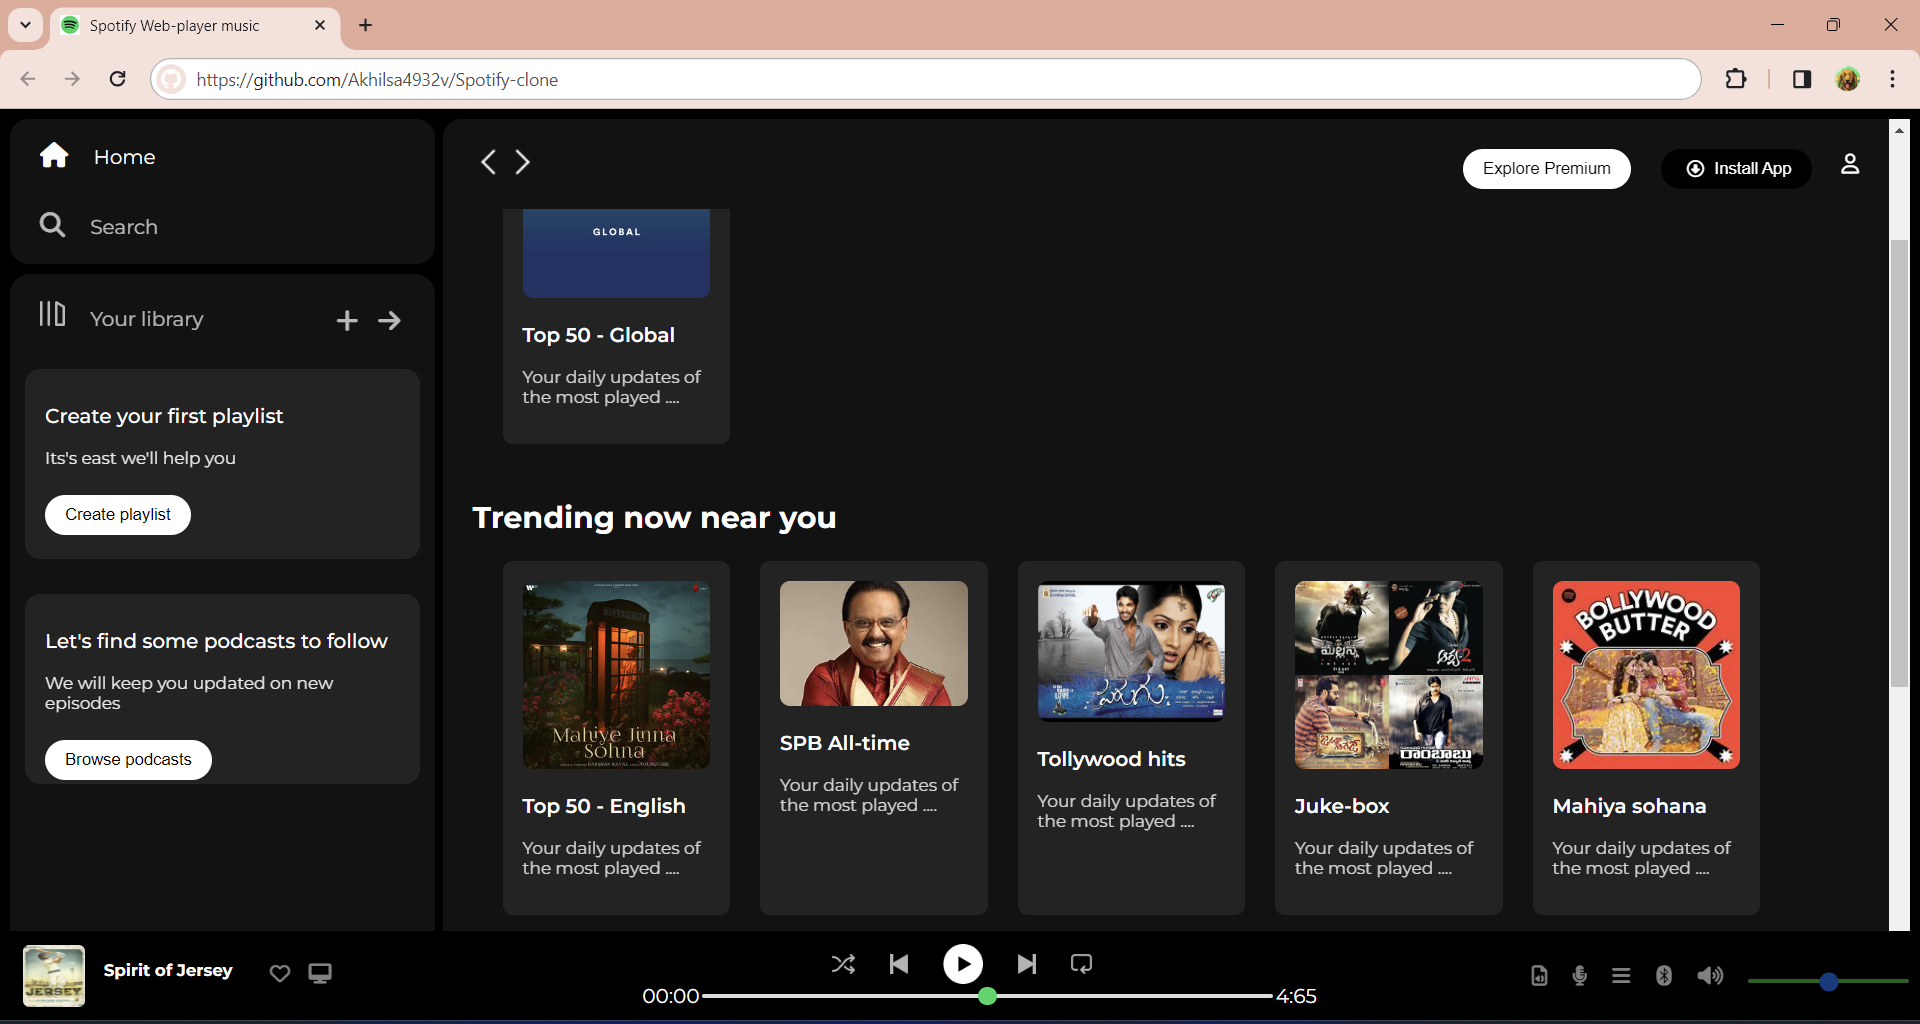 Spotify Web-player music
https://github.com/Akhilsa4932v/Spotify-clone
Home
Search
Your library
Create your first playlist
Its's east we'll help you
Create playlist
Let's find some podcasts to follow
We will keep you updated on new
episodes
Browse podcasts
Explore Premium
Install App
GLOBAL
Top 50 - Global
Your daily updates of
the most played ....
Trending now near you
Mahiye Jinna
Sohna
Top 50 - English
Your daily updates of
the most played ....
SPB All-time
Your daily updates of
the most played ....
పరుగు
Tollywood hits
Your daily updates of
the most played ....
మల్లన్న
ఆర్య 2
రాంబాబు
Juke-box
Your daily updates of
the most played ....
BOLLYWOOD
BUTTER
Mahiya sohana
Your daily updates of
the most played ....
JERSEY
Spirit of Jersey
00:00
4:65